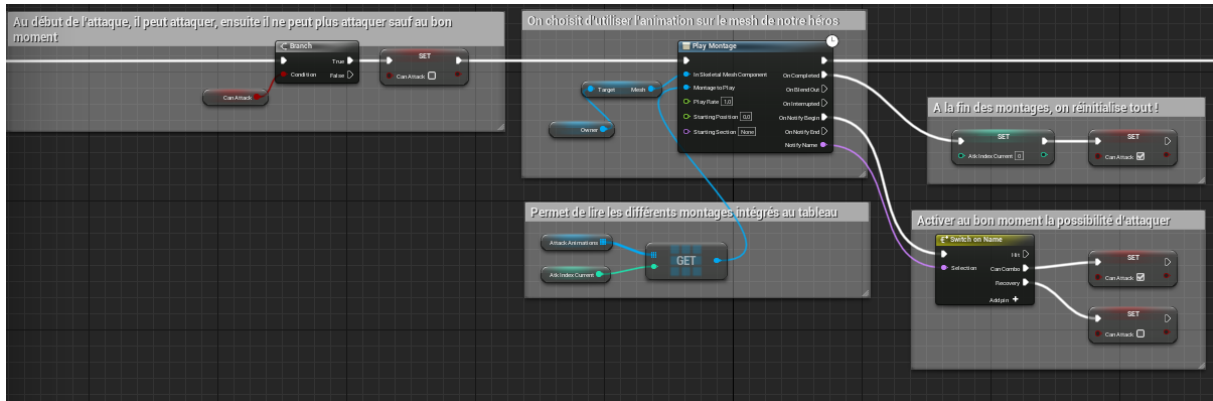 Au début de l'attaque, il peut attaquer, ensuite il ne peut plus attaquer sauf au bon
moment
Branch
True
Condition
False
CanAttack
SET
Can Attack
On choisit d'utiliser l'animation sur le mesh de notre héros
Target
Mesh
Owner
Play Montage
In Skeletal Mesh Component
On Completed
Montage to Play
On Blend Out
Play Rate 1,0
On Interrupted
Starting Position 0,0
On Notify Begin
Starting Section None
On Notify End
Notify Name
A la fin des montages, on réinitialise tout !
SET
Atk Index Current 0
SET
Can Attack
Permet de lire les différents montages intégrés au tableau
Attack Animations
Atk Index Current
GET
Activer au bon moment la possibilité d'attaquer
Switch on Name
Hit
Selection
CanCombo
Recovery
Add pin
SET
Can Attack
SET
Can Attack